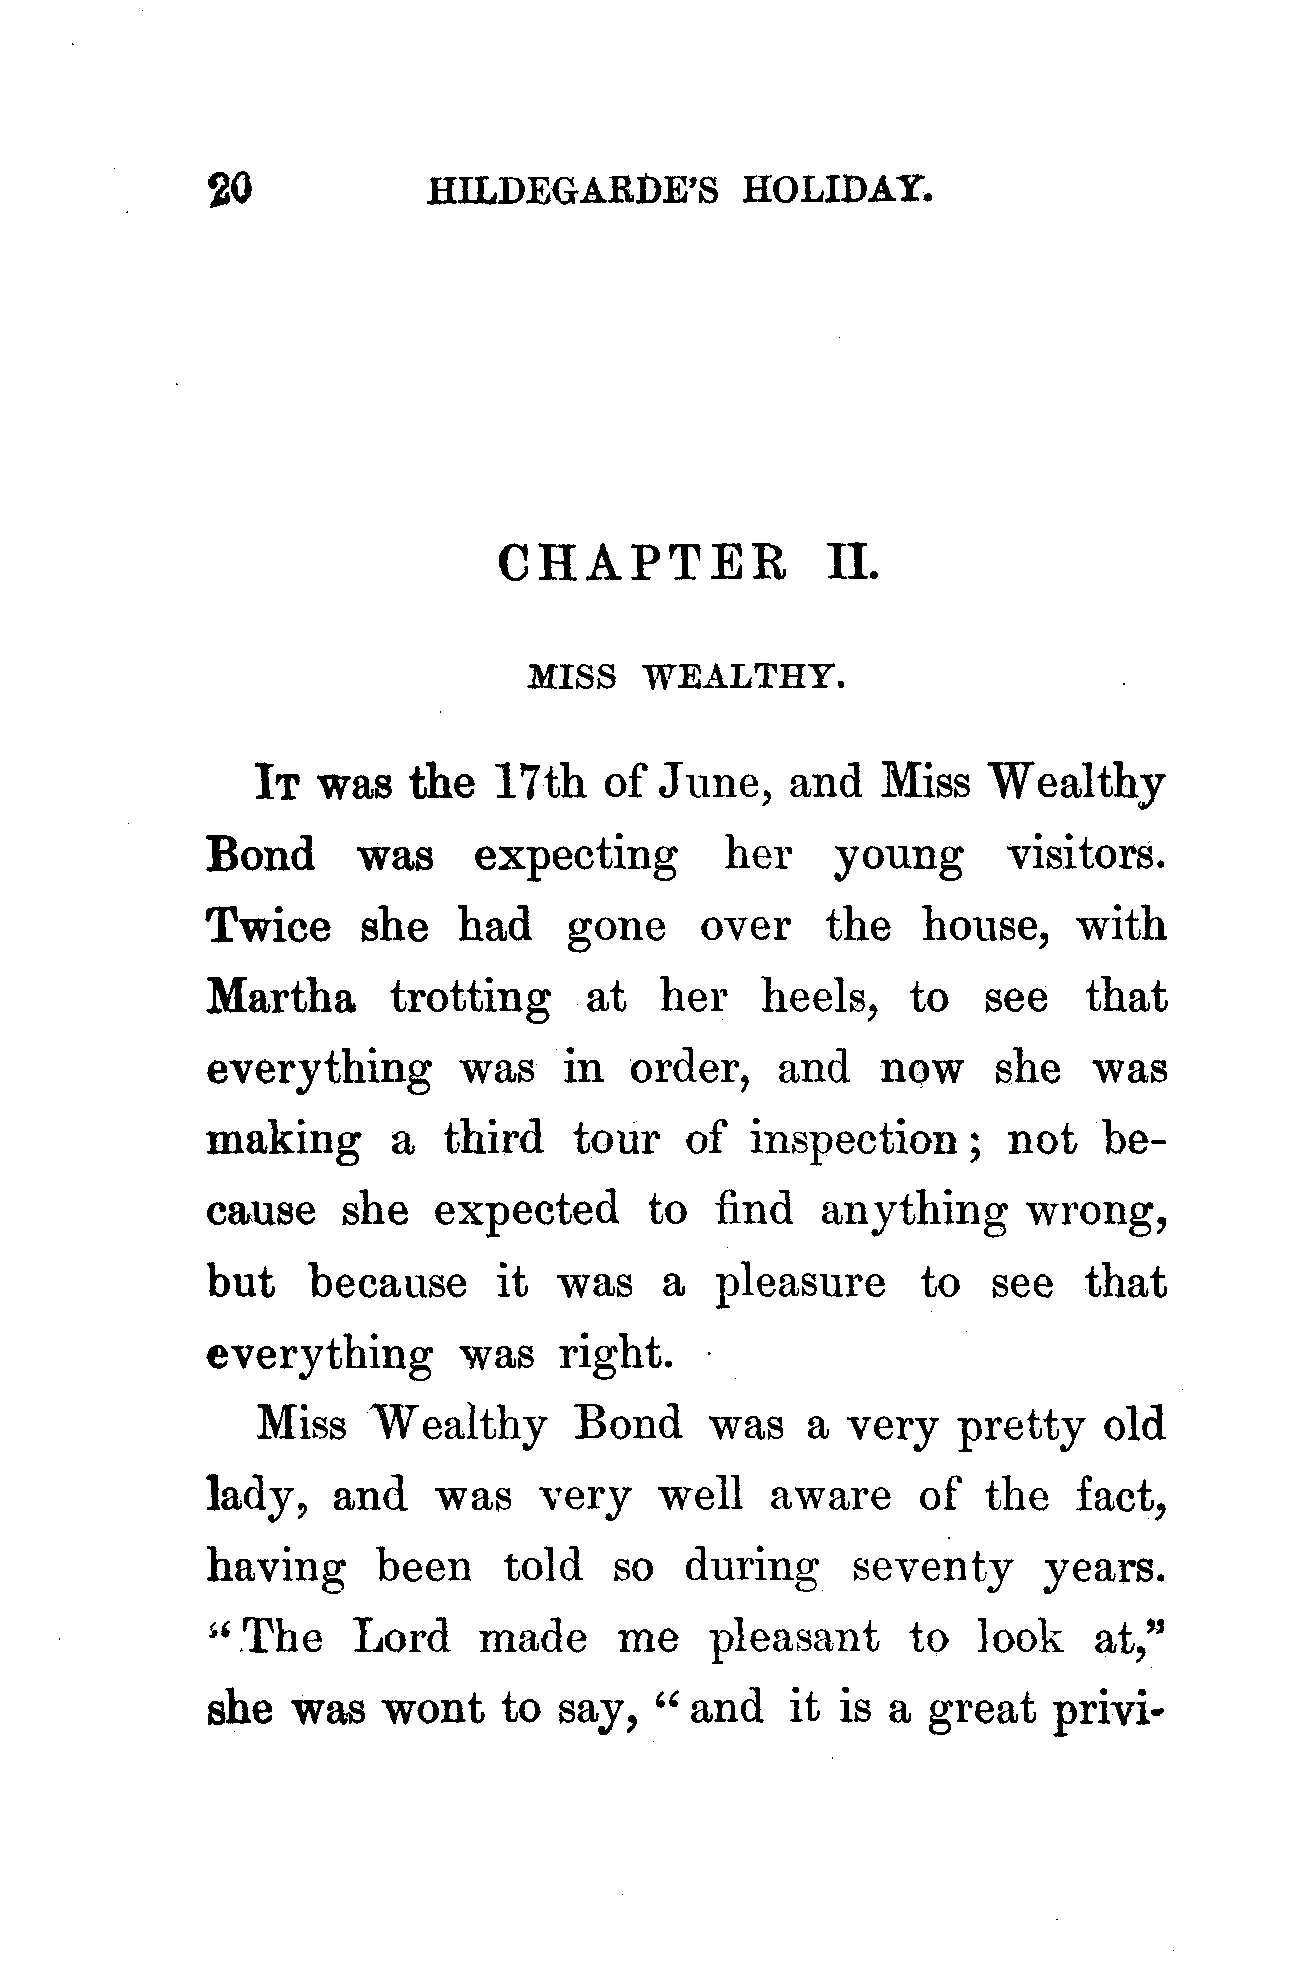 20 HILDEGARDE'S HOLIDAY.
CHAPTER II.
MISS WEALTHY.
IT was the 17th of June, and Miss Wealthy
Bond was expecting her young visitors.
Twice she had gone over the house, with
Martha trotting at her heels, to see that
everything was in order, and now she was
making a third tour of inspection; not be-
cause she expected to find anything wrong,
but because it was a pleasure to see that
everything was right.
Miss Wealthy Bond was a very pretty old
lady, and was very well aware of the fact,
having been told so during seventy years.
"The Lord made me pleasant to look at,"
she was wont to say, "and it is a great privi-